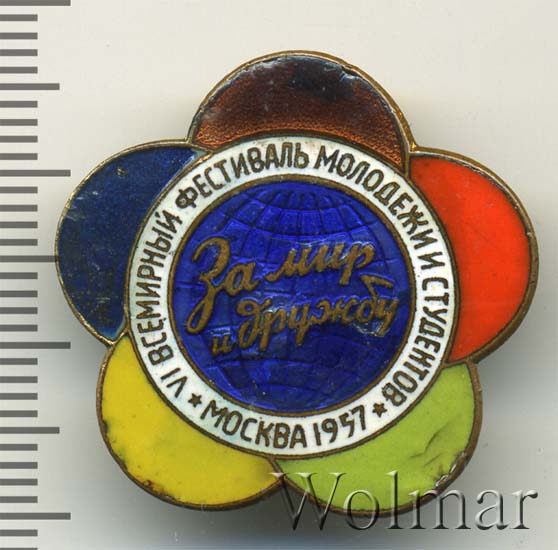 VI ВСЕМИРНЫЙ ФЕСТИВАЛЬ МОЛОДЕЖИ И СТУДЕНТОВ
За мир
и дружбу
★ МОСКВА 1957 ★
Wolmar